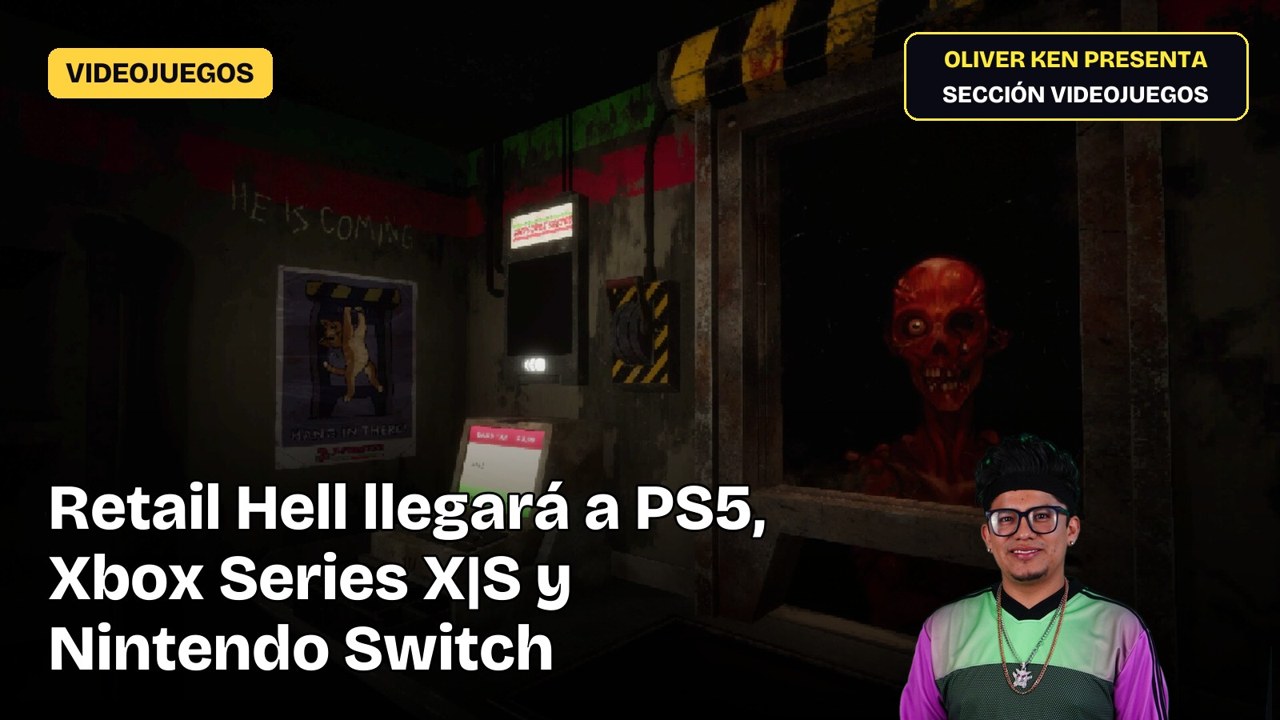 VIDEOJUEGOS
OLIVER KEN PRESENTA
SECCIÓN VIDEOJUEGOS
HE IS COMING
HANG IN THERE!
Retail Hell llegará a PS5,
Xbox Series X|S y
Nintendo Switch